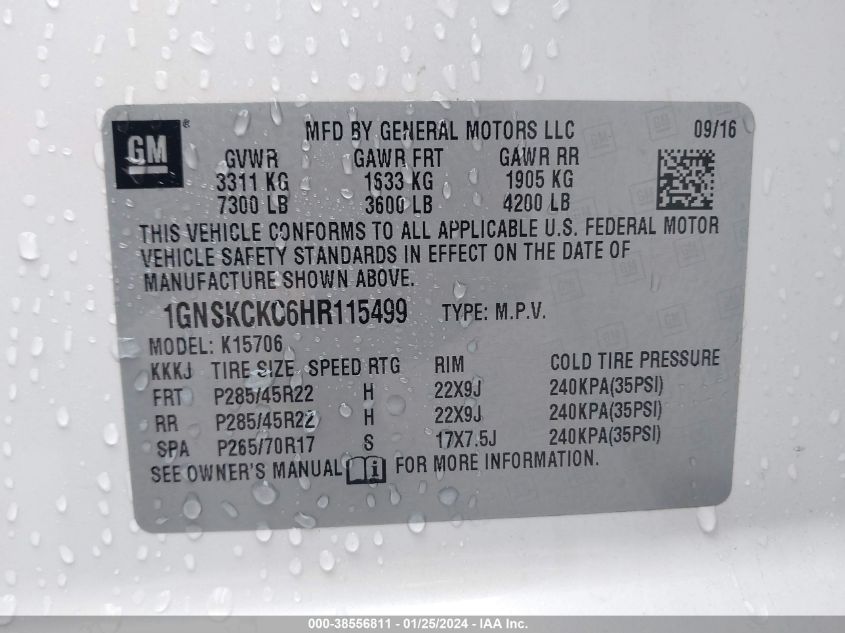 GM ® MFD BY GENERAL MOTORS LLC 09/16
GVWR GAWR FRT GAWR RR
3311 KG 1633 KG 1905 KG
7300 LB 3600 LB 4200 LB
THIS VEHICLE CONFORMS TO ALL APPLICABLE U.S. FEDERAL MOTOR
VEHICLE SAFETY STANDARDS IN EFFECT ON THE DATE OF
MANUFACTURE SHOWN ABOVE.
1GNSKCKC6HR115499 TYPE: M.P.V.
MODEL: K15706
KKKJ TIRE SIZE SPEED RTG RIM COLD TIRE PRESSURE
FRT P285/45R22 H 22X9J 240KPA(35PSI)
RR P285/45R22 H 22X9J 240KPA(35PSI)
SPA P265/70R17 S 17X7.5J 240KPA(35PSI)
SEE OWNER'S MANUAL FOR MORE INFORMATION.
000-38556811 - 01/25/2024 - IAA Inc.